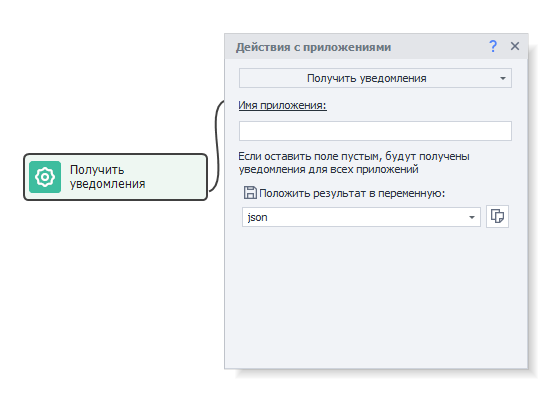 Действия с приложениями
?
Получить уведомления
Имя приложения:
Получить
уведомления
Если оставить поле пустым, будут получены
уведомления для всех приложений
Положить результат в переменную:
json